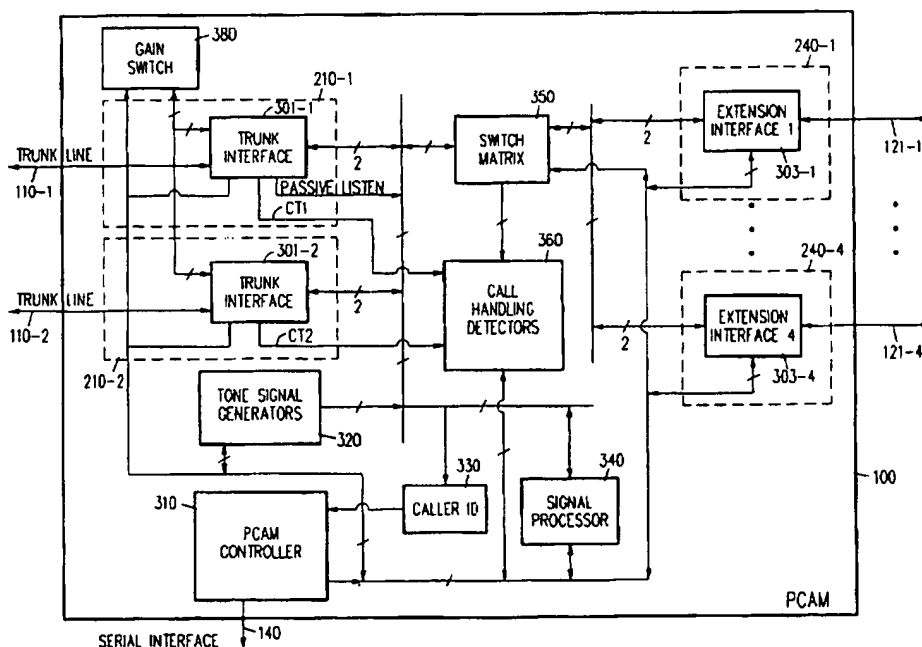 380
GAIN
SWITCH
210-1
301-1
TRUNK
INTERFACE
TRUNK LINE
110-1
2
PASSIVE LISTEN
CT1
350
SWITCH
MATRIX
2
240-1
EXTENSION
INTERFACE 1
303-1
121-1
301-2
TRUNK
INTERFACE
TRUNK LINE
110-2
2
CT2
210-2
360
CALL
HANDLING
DETECTORS
240-4
EXTENSION
INTERFACE 4
2
303-4
121-4
TONE SIGNAL
GENERATORS
320
330
CALLER ID
340
SIGNAL
PROCESSOR
100
310
PCAM
CONTROLLER
PCAM
140
SERIAL INTERFACE